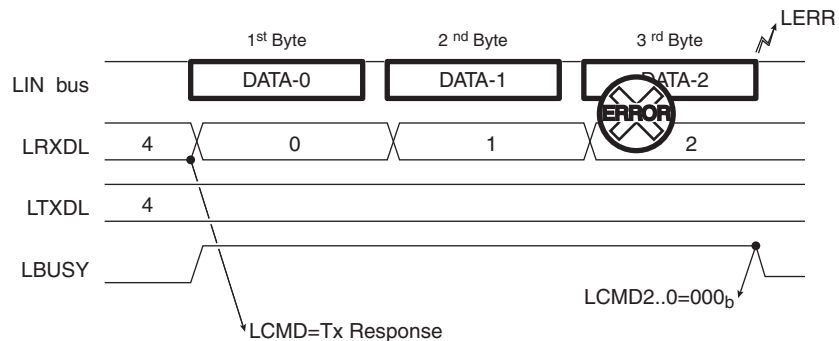 LERR
1st Byte 2 nd Byte 3 rd Byte
LIN bus DATA-0 DATA-1 DATA-2
ERROR
LRXDL 4 0 1 2
LTXDL 4
LBUSY
LCMD2..0=000b
LCMD=Tx Response